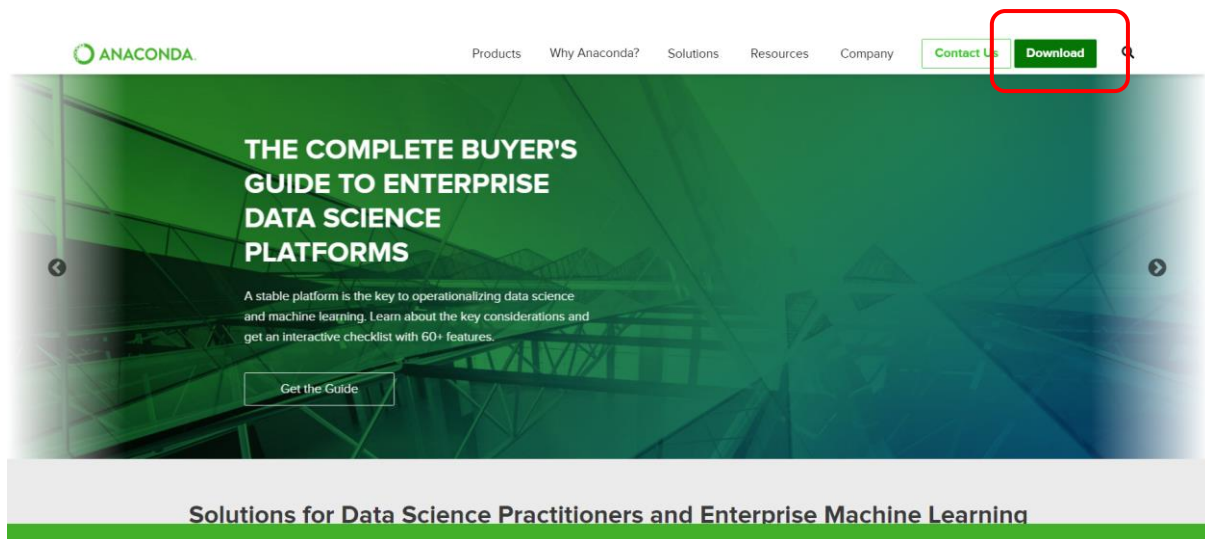 ANACONDA.
Products Why Anaconda? Solutions Resources Company Contact Us Download
THE COMPLETE BUYER'S
GUIDE TO ENTERPRISE
DATA SCIENCE
PLATFORMS
A stable platform is the key to operationalizing data science
and machine learning. Learn about the key considerations and
get an interactive checklist with 60+ features.
Get the Guide
Solutions for Data Science Practitioners and Enterprise Machine Learning